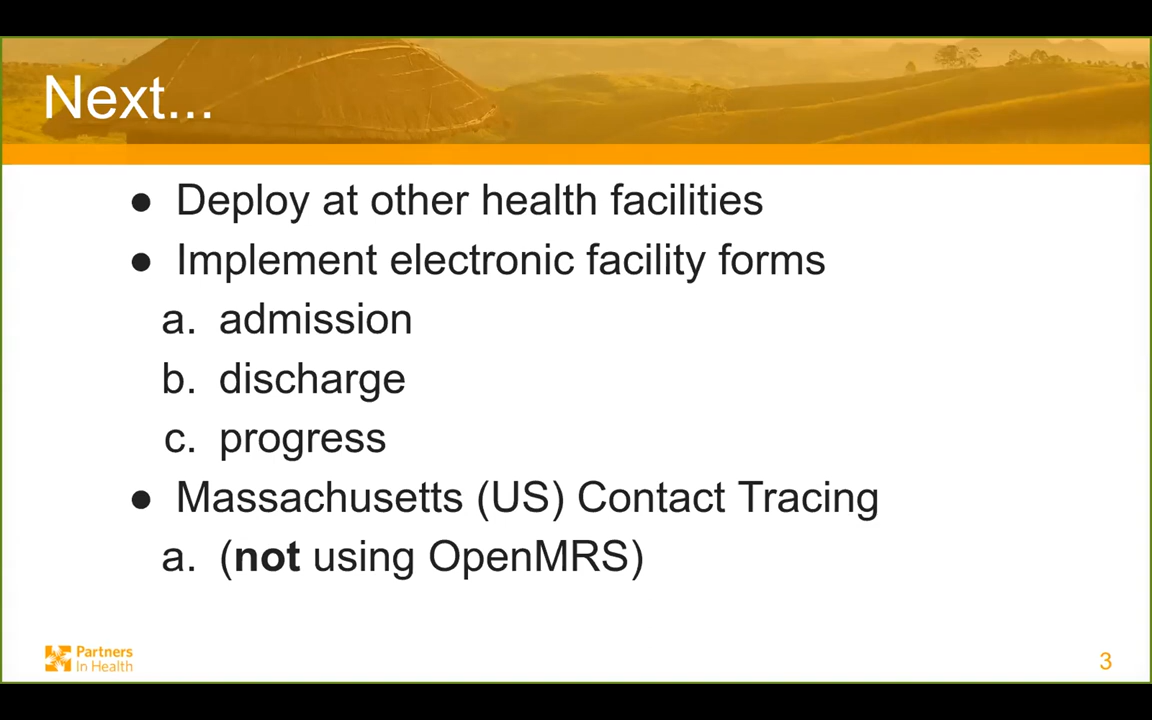 Next...
● Deploy at other health facilities
● Implement electronic facility forms
a. admission
b. discharge
c. progress
● Massachusetts (US) Contact Tracing
a. (not using OpenMRS)
Partners
In Health
3